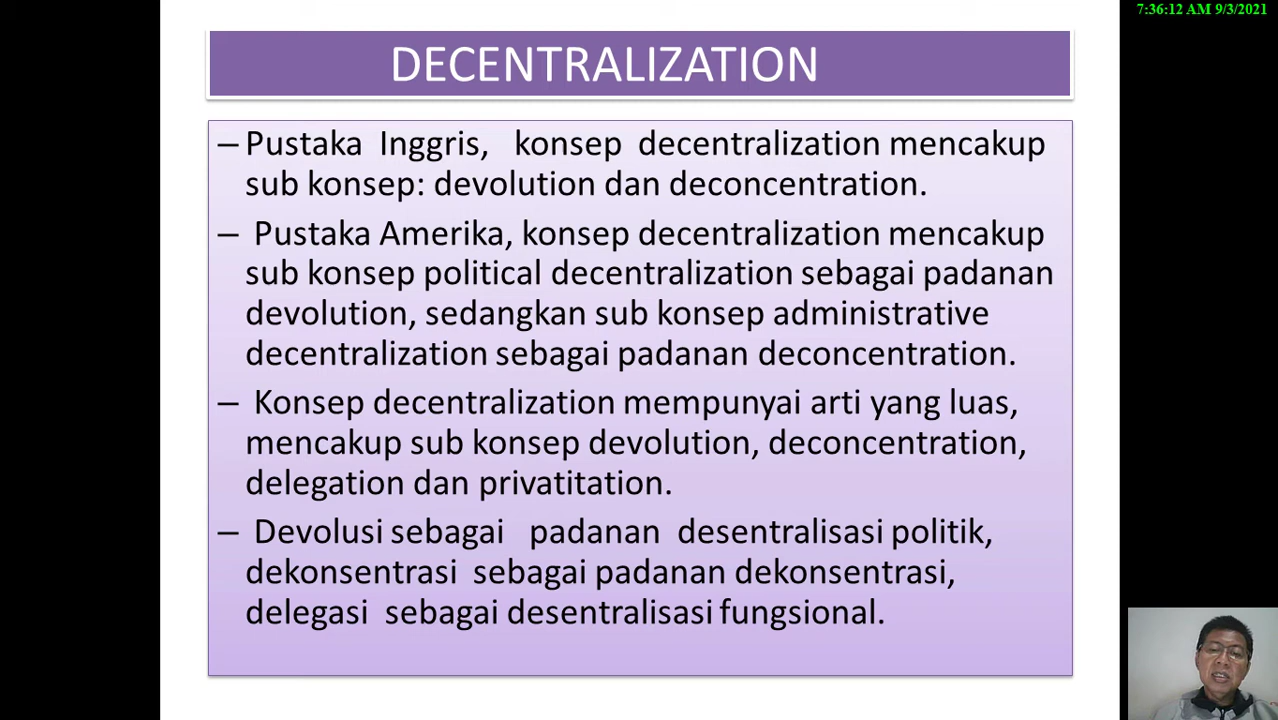 7:36:12 AM 9/3/2021
DECENTRALIZATION
– Pustaka Inggris, konsep decentralization mencakup
sub konsep: devolution dan deconcentration.
– Pustaka Amerika, konsep decentralization mencakup
sub konsep political decentralization sebagai padanan
devolution, sedangkan sub konsep administrative
decentralization sebagai padanan deconcentration.
– Konsep decentralization mempunyai arti yang luas,
mencakup sub konsep devolution, deconcentration,
delegation dan privatitation.
– Devolusi sebagai padanan desentralisasi politik,
dekonsentrasi sebagai padanan dekonsentrasi,
delegasi sebagai desentralisasi fungsional.